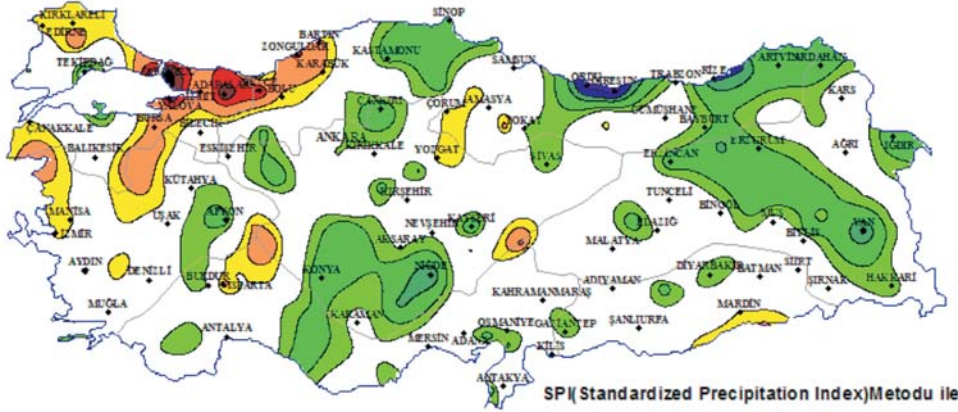 SİNOP
KIRKLARELİ
EDİRNE
BARTIN
ZONGULDAK
KASTAMONU
TEKİRDAĞ
KARABÜK
SAMSUN
ORDU
TRABZON
RİZE
ARTVİN
ARDAHAN
BOLU
ÇANKIRI
ÇORUM
AMASYA
GÜMÜŞHANE
KARS
ÇANAKKALE
BURSA
BİLECİK
ANKARA
TOKAT
BAYBURT
BALIKESİR
ESKİŞEHİR
KIRIKKALE
YOZGAT
SİVAS
ERZİNCAN
ERZURUM
AĞRI
IĞDIR
KÜTAHYA
KIRŞEHİR
TUNCELİ
MANİSA
UŞAK
AFYON
NEVŞEHİR
KAYSERİ
ELAZIĞ
BİNGÖL
MUŞ
VAN
İZMİR
AKSARAY
MALATYA
BİTLİS
AYDIN
DENİZLİ
BURDUR
ISPARTA
KONYA
NİĞDE
ADIYAMAN
DİYARBAKIR
BATMAN
SİİRT
ŞIRNAK
HAKKARİ
MUĞLA
KAHRAMANMARAŞ
MARDİN
ANTALYA
KARAMAN
MERSİN
ADANA
OSMANİYE
GAZİANTEP
ŞANLIURFA
KİLİS
ANTAKYA
SPI(Standardized Precipitation Index)Metodu ile